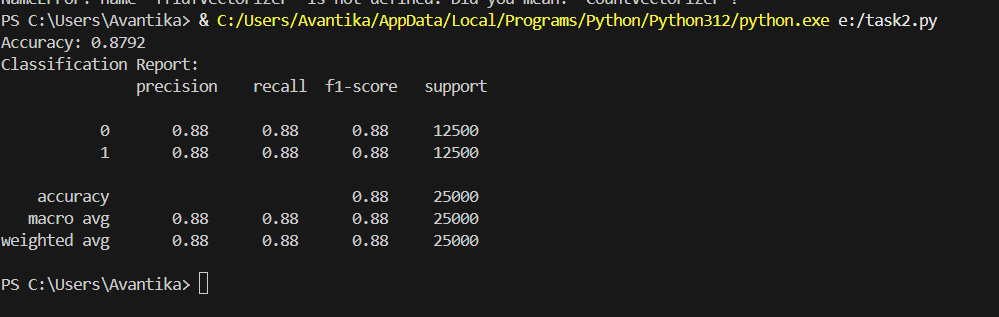 NameError: name 'TfidfVectorizer' is not defined. Did you mean: 'CountVectorizer'?
PS C:\Users\Avantika> & C:/Users/Avantika/AppData/Local/Programs/Python/Python312/python.exe e:/task2.py
Accuracy: 0.8792
Classification Report:
precision recall f1-score support
0 0.88 0.88 0.88 12500
1 0.88 0.88 0.88 12500
accuracy 0.88 25000
macro avg 0.88 0.88 0.88 25000
weighted avg 0.88 0.88 0.88 25000
PS C:\Users\Avantika>